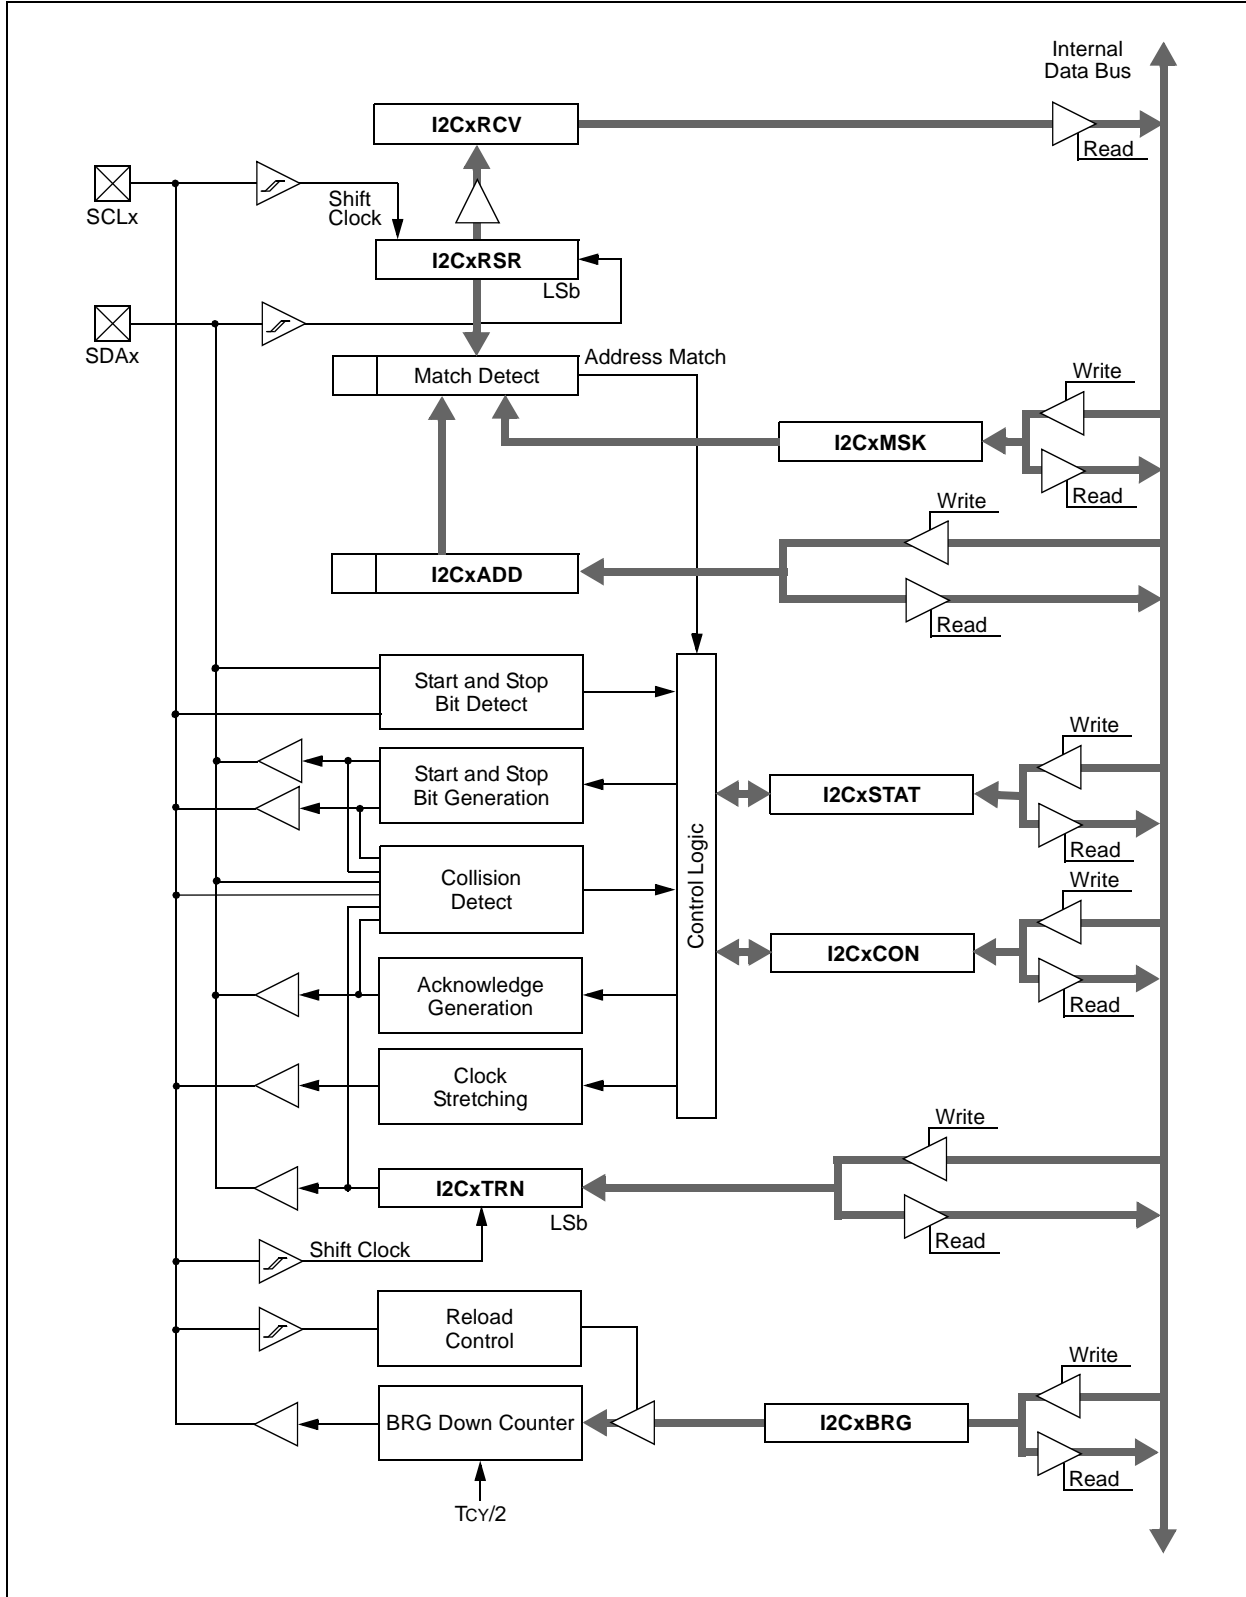 Internal
Data Bus
I2CxRCV
Read
SCLx
Shift
Clock
I2CxRSR
LSb
SDAx
Address Match
Match Detect
Write
I2CxMSK
Read
Write
I2CxADD
Read
Start and Stop
Bit Detect
Write
Start and Stop
Bit Generation
I2CxSTAT
Read
Control Logic
Collision
Detect
Write
I2CxCON
Read
Acknowledge
Generation
Clock
Stretching
Write
I2CxTRN
LSb
Read
Shift Clock
Reload
Control
Write
BRG Down Counter
I2CxBRG
Read
TCY/2